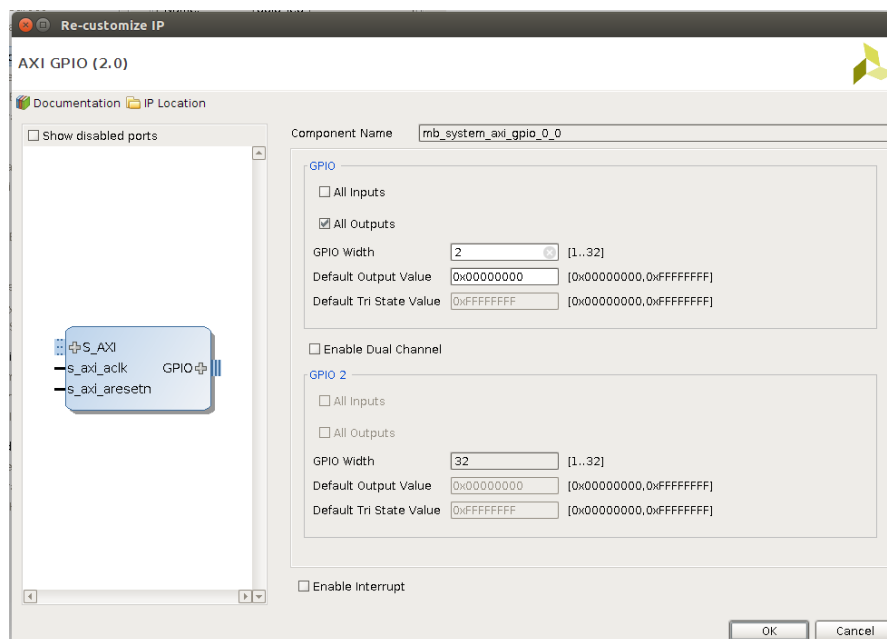 Re-customize IP
AXI GPIO (2.0)
Documentation IP Location
Show disabled ports
Component Name mb_system_axi_gpio_0_0
GPIO
All Inputs
All Outputs
GPIO Width 2 [1..32]
Default Output Value 0x00000000 [0x00000000,0xFFFFFFFF]
Default Tri State Value 0xFFFFFFFF [0x00000000,0xFFFFFFFF]
S_AXI
s_axi_aclk GPIO
s_axi_aresetn
Enable Dual Channel
GPIO 2
All Inputs
All Outputs
GPIO Width 32 [1..32]
Default Output Value 0x00000000 [0x00000000,0xFFFFFFFF]
Default Tri State Value 0xFFFFFFFF [0x00000000,0xFFFFFFFF]
Enable Interrupt
OK Cancel